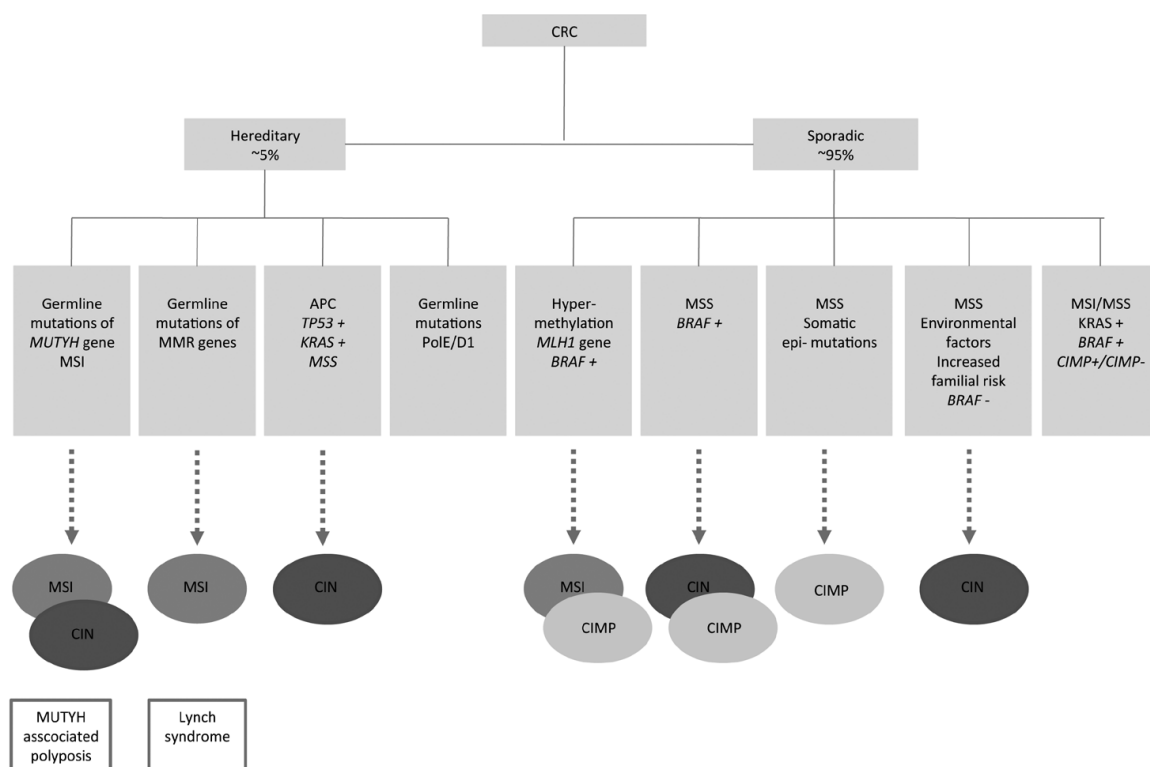 CRC
Hereditary
~5%
Sporadic
~95%
Germline
mutations of
MUTYH gene
MSI
Germline
mutations of
MMR genes
APC
TP53 +
KRAS +
MSS
Germline
mutations
PolE/D1
Hyper-
methylation
MLH1 gene
BRAF +
MSS
BRAF +
MSS
Somatic
epi- mutations
MSS
Environmental
factors
Increased
familial risk
BRAF -
MSI/MSS
KRAS +
BRAF +
CIMP+/CIMP-
MSI
CIN
MSI
CIN
MSI
CIMP
CIN
CIMP
CIMP
CIN
MUTYH
asscociated
polyposis
Lynch
syndrome